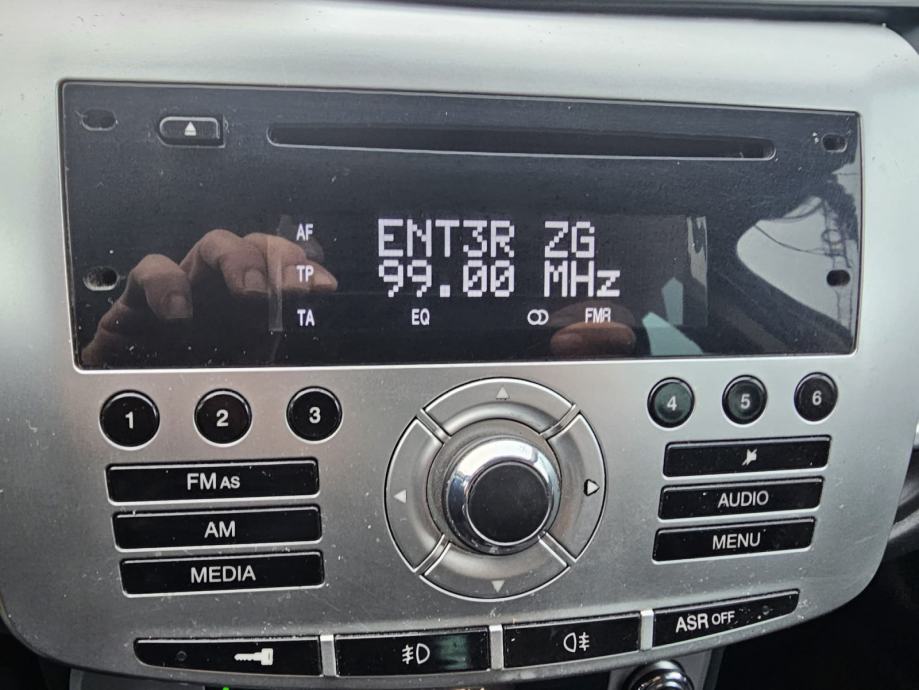 AF ENT3R ZG
TP 99.00 MHz
TA EQ FMR
1 2 3 4 5 6
FM AS
AM AUDIO
MEDIA MENU
ASR OFF